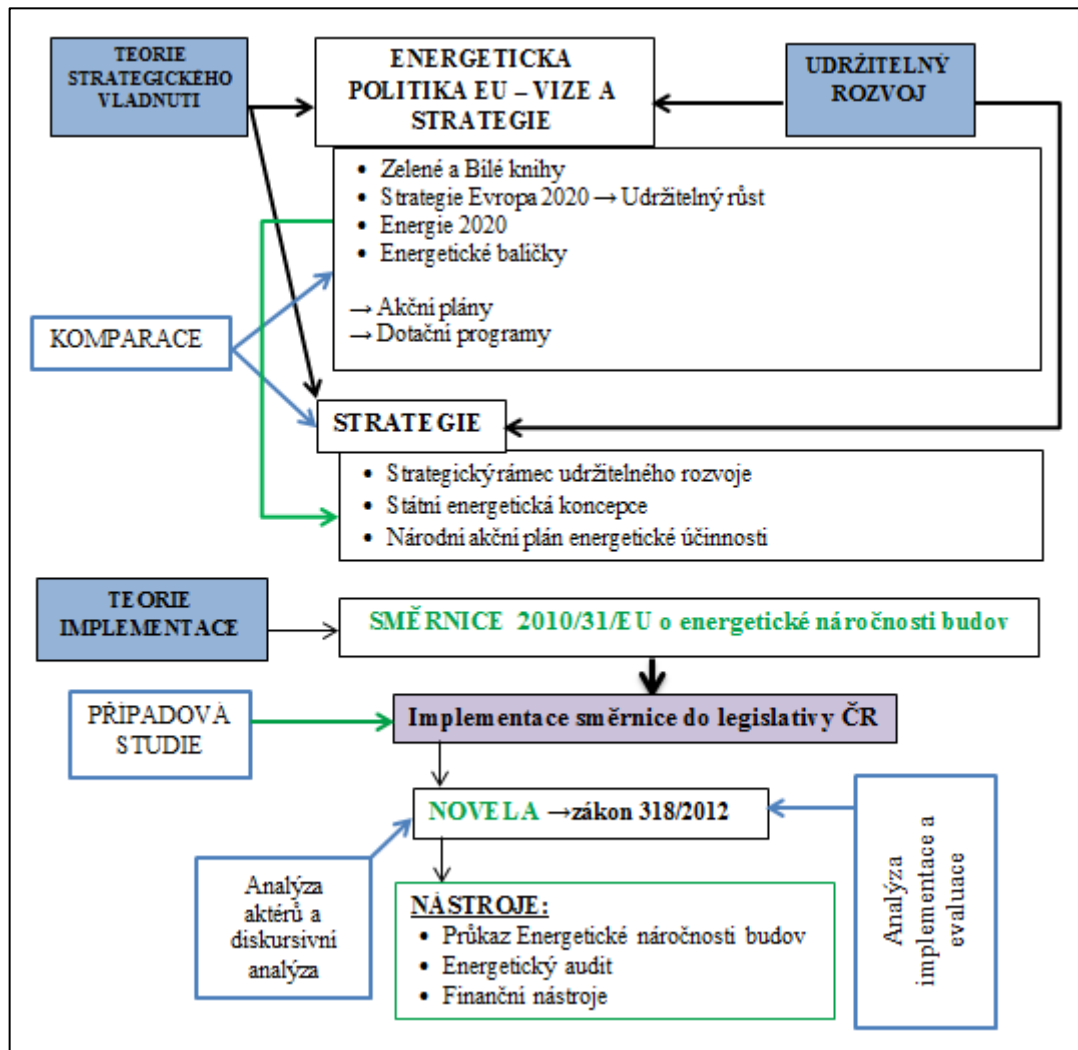 TEORIE
STRATEGICKÉHO
VLADNUTI
ENERGETICKA
POLITIKA EU – VIZE A
STRATEGIE
UDRŽITELNÝ
ROZVOJ
• Zelené a Bílé knihy
• Strategie Evropa 2020 → Udržitelný růst
• Energie 2020
• Energetické balíčky
→ Akční plány
→ Dotační programy
KOMPARACE
STRATEGIE
• Strategický rámec udržitelného rozvoje
• Státní energetická koncepce
• Národní akční plán energetické účinnosti
TEORIE
IMPLEMENTACE
SMĚRNICE 2010/31/EU o energetické náročnosti budov
PŘÍPADOVÁ
STUDIE
Implementace směrnice do legislativy ČR
NOVELA →zákon 318/2012
Analýza
aktérů a
diskursivní
analýza
NÁSTROJE:
• Průkaz Energetické náročnosti budov
• Energetický audit
• Finanční nástroje
Analýza
implementace a
evaluace